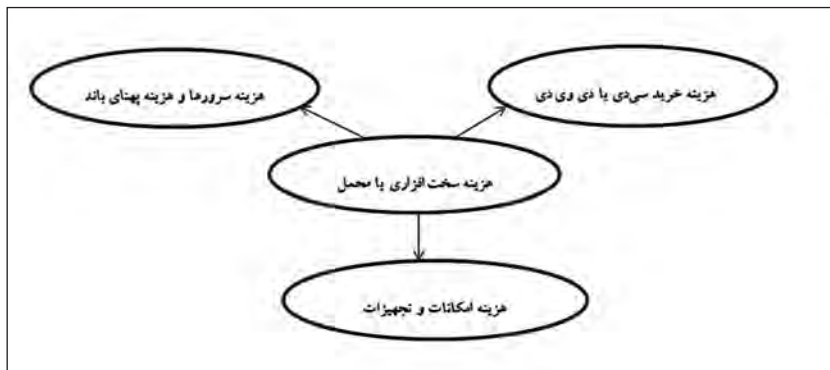 هزینه خرید سی‌دی یا دی وی دی
هزینه سرورها و هزینه پهنای باند
هزینه سخت افزاری یا محمل
هزینه امکانات و تجهیزات